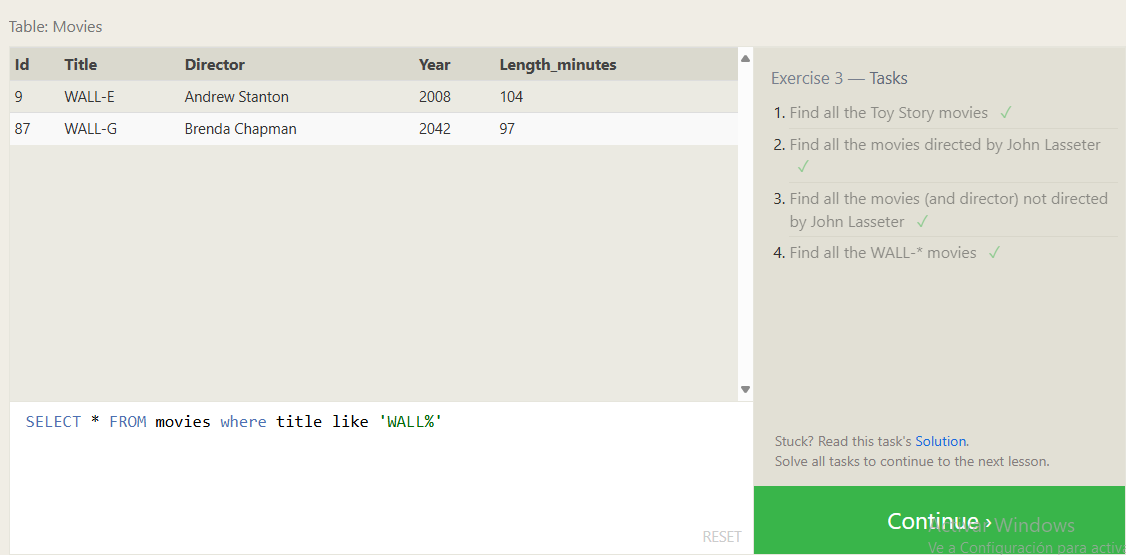 Table: Movies
Id Title Director Year Length_minutes
9 WALL-E Andrew Stanton 2008 104
87 WALL-G Brenda Chapman 2042 97
SELECT * FROM movies where title like 'WALL%'
RESET
Exercise 3 — Tasks
1. Find all the Toy Story movies ✓
2. Find all the movies directed by John Lasseter
✓
3. Find all the movies (and director) not directed
by John Lasseter ✓
4. Find all the WALL-* movies ✓
Stuck? Read this task's Solution.
Solve all tasks to continue to the next lesson.
Continue ›
Activar Windows
Ve a Configuración para activ